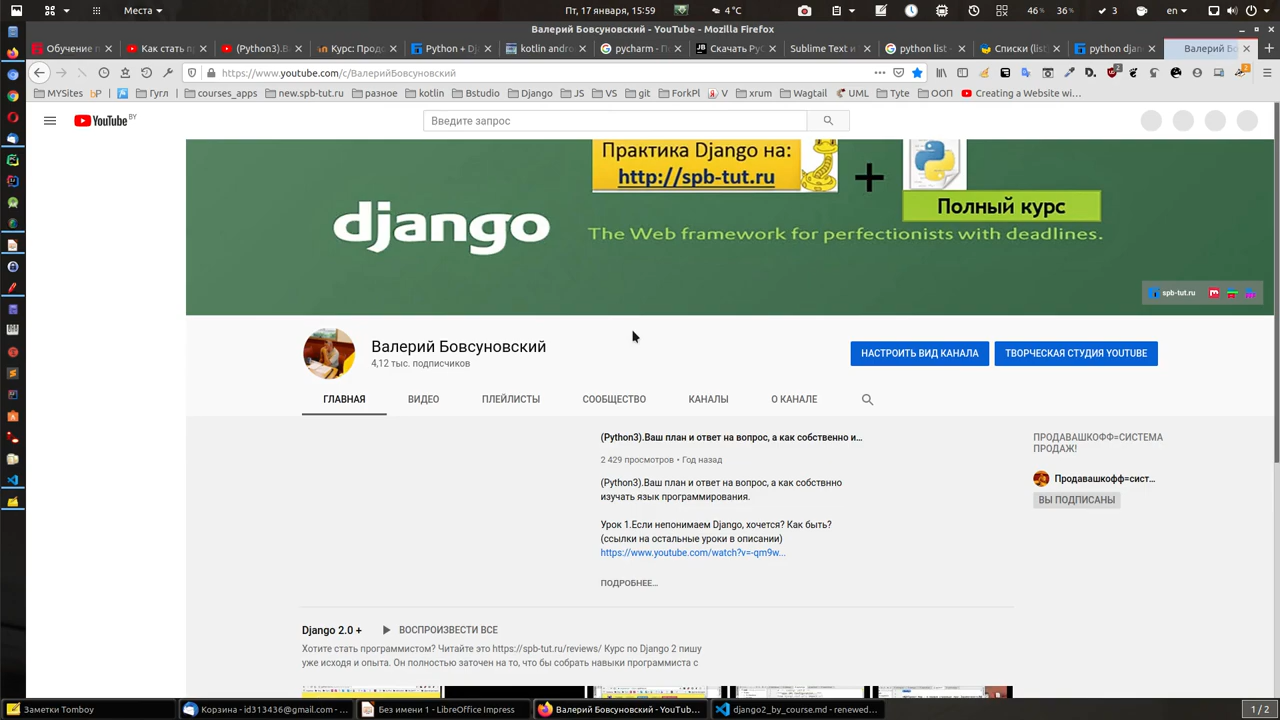 Места
Пт, 17 января, 15:59
4°C
46%
36%
3
en
Валерий Бовсуновский - YouTube - Mozilla Firefox
Обучение п
Как стать пр
(Python3).Ва
Курс: Продо
Python + Dj
kotlin andro
pycharm - П
Скачать PyC
Sublime Text и
python list -
Списки (list)
python djan
Валерий Бо
https://www.youtube.com/c/ВалерийБовсуновский
MYSites
Гугл
courses_apps
new.spb-tut.ru
разное
kotlin
Bstudio
Django
JS
VS
git
ForkPl
V
xrum
Wagtail
UML
Tyte
ООП
Creating a Website wi...
YouTube BY
Введите запрос
Практика Django на:
http://spb-tut.ru
+
Полный курс
django
The Web framework for perfectionists with deadlines.
spb-tut.ru
Валерий Бовсуновский
4,12 тыс. подписчиков
НАСТРОИТЬ ВИД КАНАЛА
ТВОРЧЕСКАЯ СТУДИЯ YOUTUBE
ГЛАВНАЯ
ВИДЕО
ПЛЕЙЛИСТЫ
СООБЩЕСТВО
КАНАЛЫ
О КАНАЛЕ
(Python3).Ваш план и ответ на вопрос, а как собственно и...
2 429 просмотров • Год назад
(Python3).Ваш план и ответ на вопрос, а как собствнно
изучать язык программирования.
Урок 1.Если непонимаем Django, хочется? Как быть?
(ссылки на остальные уроки в описании)
https://www.youtube.com/watch?v=-qm9w...
ПОДРОБНЕЕ...
ПРОДАВАШКОФФ=СИСТЕМА
ПРОДАЖ!
Продавашкофф=сист...
ВЫ ПОДПИСАНЫ
Django 2.0 +
ВОСПРОИЗВЕСТИ ВСЕ
Хотите стать программистом? Читайте это https://spb-tut.ru/reviews/ Курс по Django 2 пишу
уже исходя и опыта. Он полностью заточен на то, что бы собрать навыки программиста с
Заметки Tomboy
Корзина - id313436@gmail.com - ...
Без имени 1 - LibreOffice Impress
Валерий Бовсуновский - YouTub...
django2_by_course.md - renewed...
1 / 2